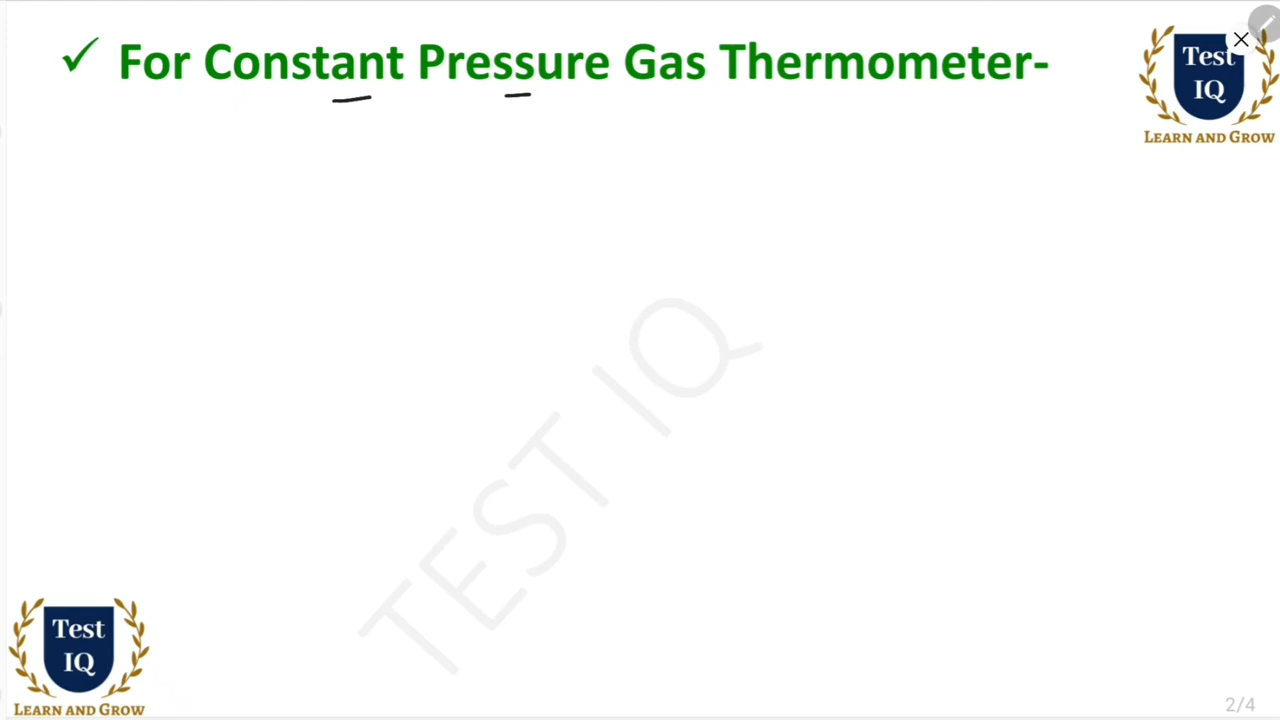 ✓ For Constant Pressure Gas Thermometer-
Test
IQ
LEARN AND GROW
TEST IQ
Test
IQ
LEARN AND GROW
2/4